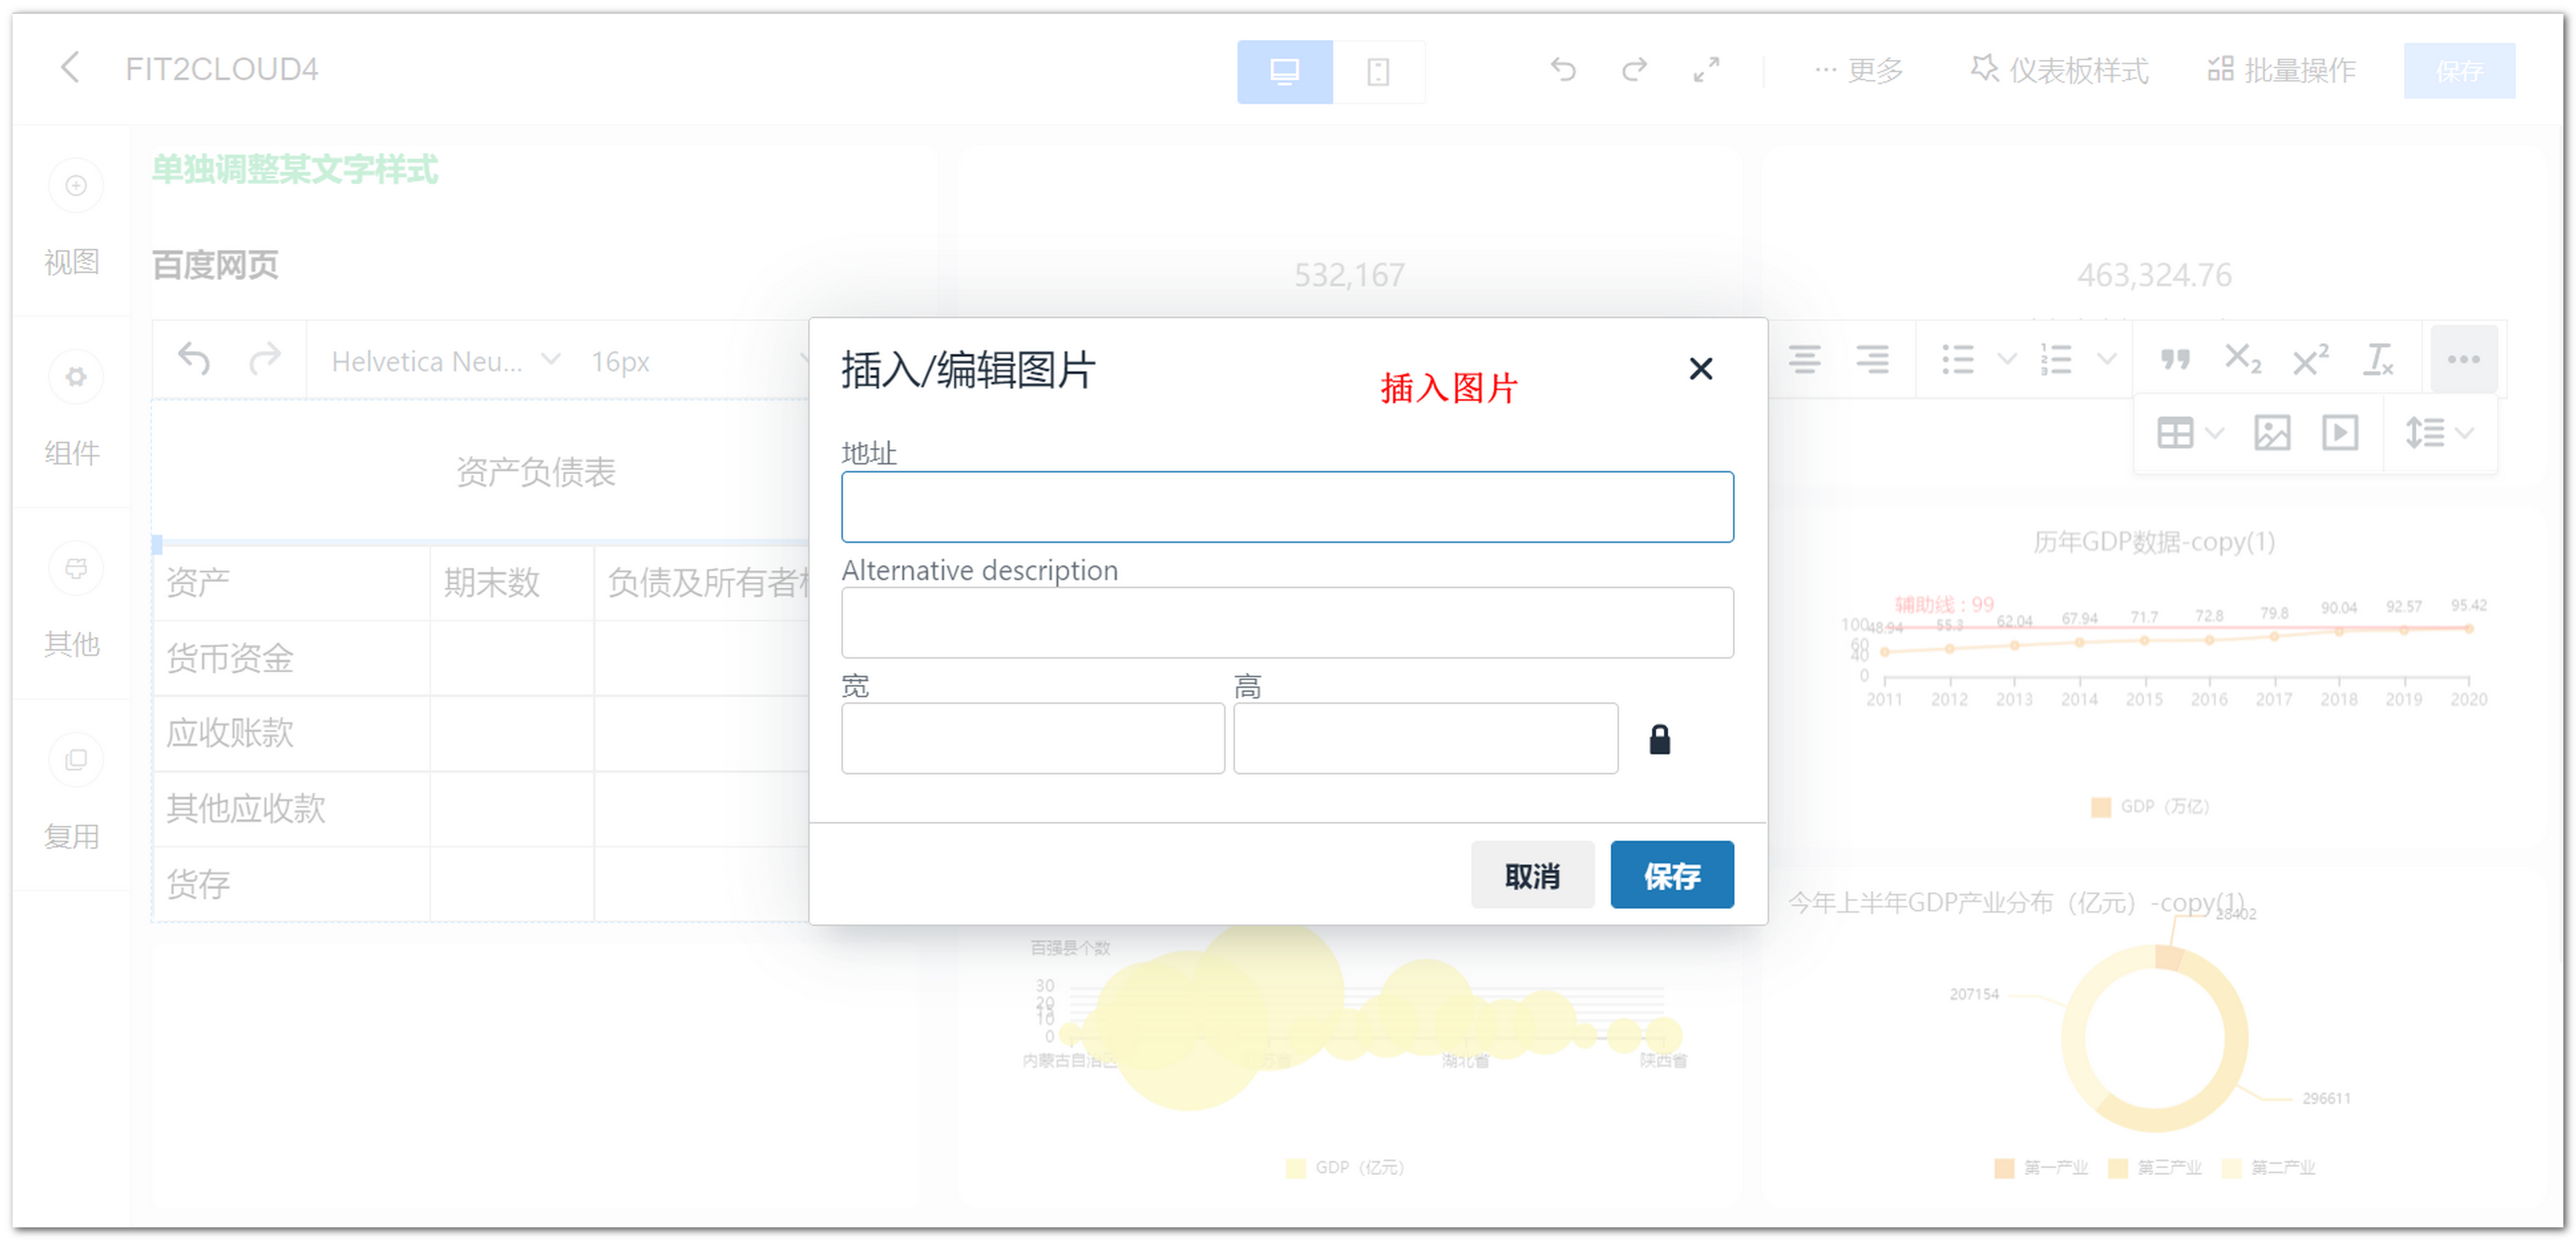 FIT2CLOUD4
更多
仪表板样式
批量操作
保存
视图
组件
其他
复用
单独调整某文字样式
百度网页
532,167
463,324.76
Helvetica Neu...
16px
资产负债表
资产
期末数
负债及所有者
货币资金
应收账款
其他应收款
货存
插入/编辑图片
插入图片
地址
Alternative description
宽
高
取消
保存
历年GDP数据-copy(1)
辅助线 : 99
48.94 55.3 62.04 67.94 71.7 72.8 79.8 90.04 92.57 95.42
100
60
40
0
2011 2012 2013 2014 2015 2016 2017 2018 2019 2020
GDP（万亿）
百强县个数
30
20
10
0
内蒙古自治区
湖北省
陕西省
GDP（亿元）
今年上半年GDP产业分布（亿元）-copy(1)
28402
207154
296611
第一产业 第三产业 第二产业